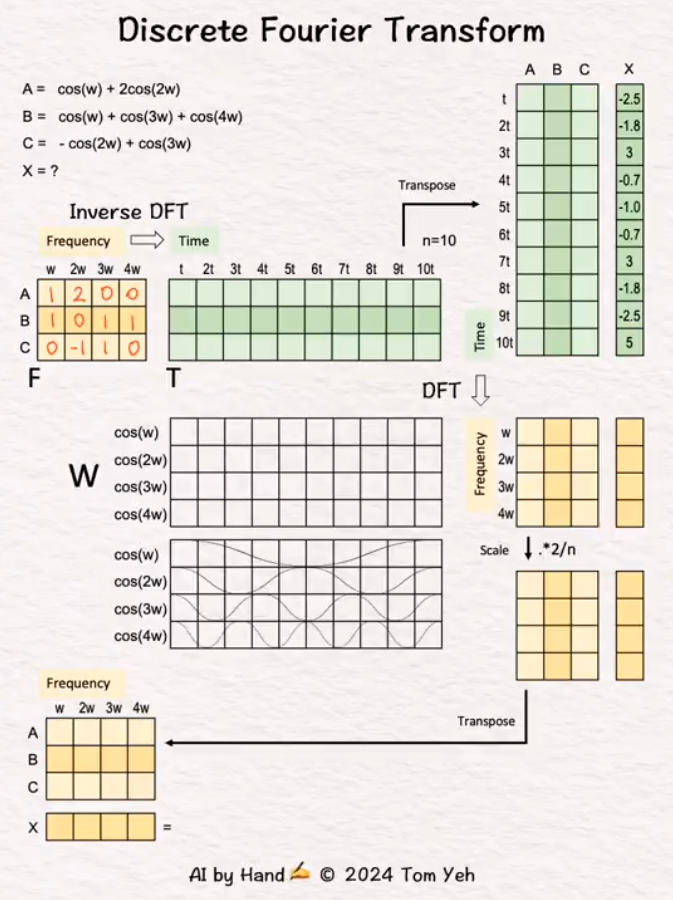 Discrete Fourier Transform
A = cos(w) + 2cos(2w)
B = cos(w) + cos(3w) + cos(4w)
C = - cos(2w) + cos(3w)
X = ?
A B C X
t -2.5
2t -1.8
3t 3
4t -0.7
5t -1.0
6t -0.7
7t 3
8t -1.8
9t -2.5
10t 5
Time
Transpose
n=10
Inverse DFT
Frequency Time
w 2w 3w 4w t 2t 3t 4t 5t 6t 7t 8t 9t 10t
A 1 2 0 0
B 1 0 1 1
C 0 -1 1 0
F T
DFT
W
cos(w)
cos(2w)
cos(3w)
cos(4w)
Frequency
w
2w
3w
4w
Scale .*2/n
cos(w)
cos(2w)
cos(3w)
cos(4w)
Transpose
Frequency
w 2w 3w 4w
A
B
C
X =
AI by Hand ✍ © 2024 Tom Yeh